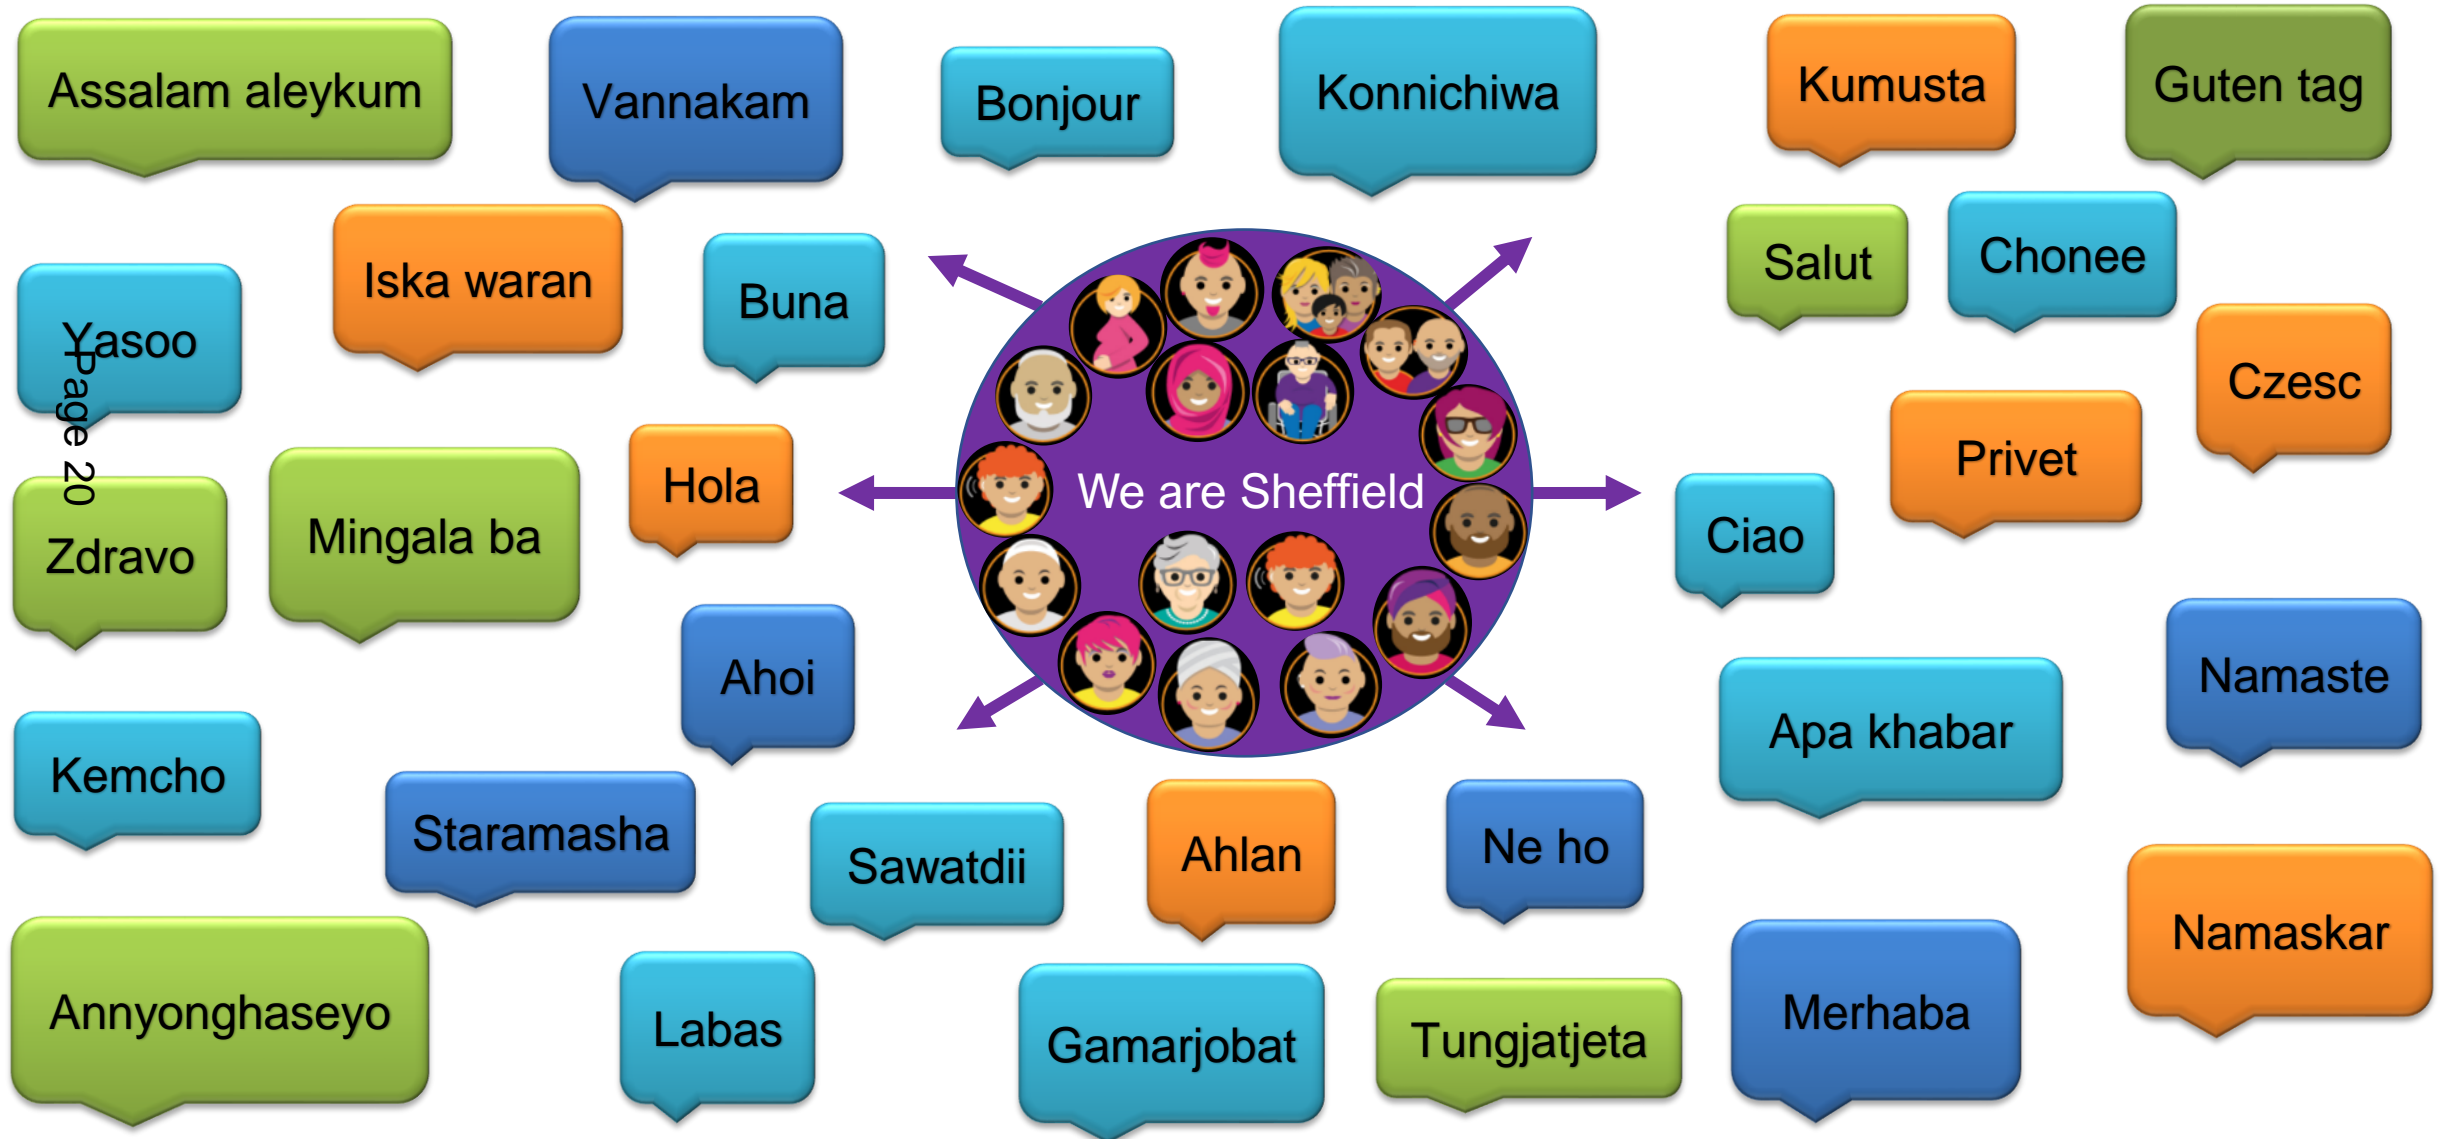 Assalam aleykum
Vannakam
Bonjour
Konnichiwa
Kumusta
Guten tag
Iska waran
Buna
Salut
Chonee
Yasoo
Czesc
Page 20
Hola
We are Sheffield
Privet
Zdravo
Mingala ba
Ciao
Ahoi
Namaste
Apa khabar
Kemcho
Staramasha
Sawatdii
Ahlan
Ne ho
Namaskar
Annyonghaseyo
Labas
Gamarjobat
Tungjatjeta
Merhaba